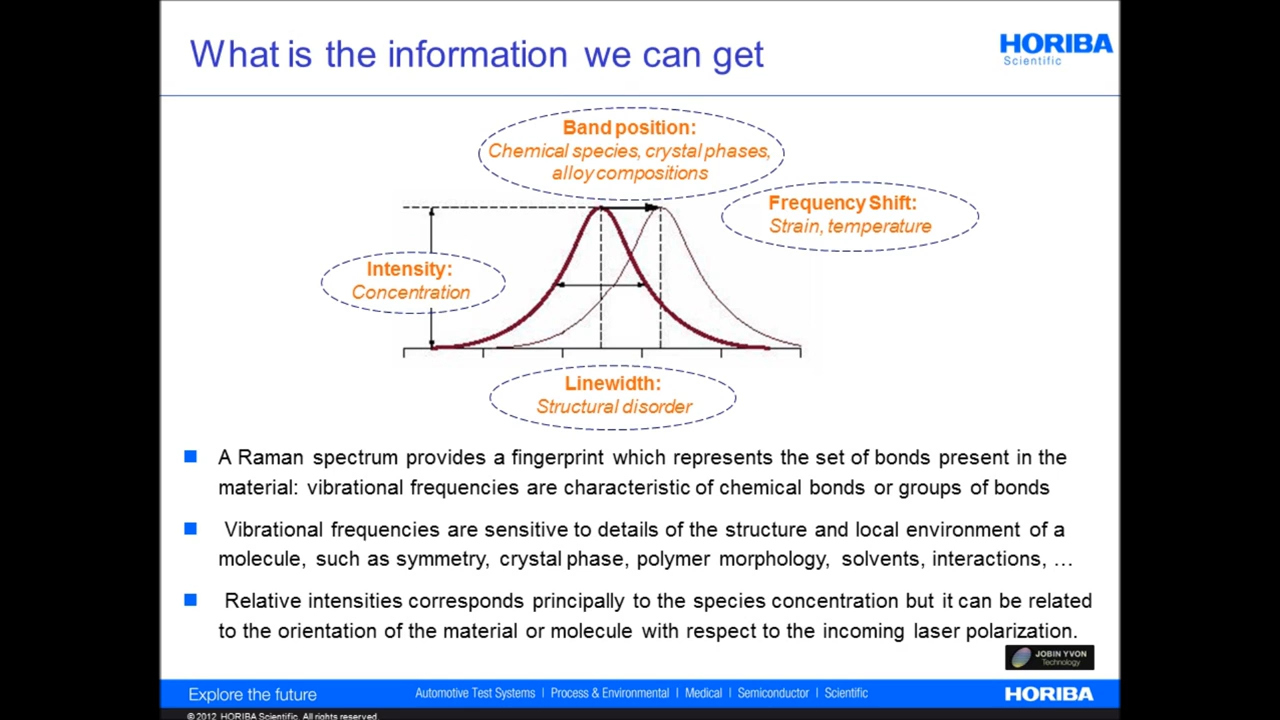 What is the information we can get
HORIBA
Scientific
Band position:
Chemical species, crystal phases,
alloy compositions
Frequency Shift:
Strain, temperature
Intensity:
Concentration
Linewidth:
Structural disorder
A Raman spectrum provides a fingerprint which represents the set of bonds present in the
material: vibrational frequencies are characteristic of chemical bonds or groups of bonds
Vibrational frequencies are sensitive to details of the structure and local environment of a
molecule, such as symmetry, crystal phase, polymer morphology, solvents, interactions, …
Relative intensities corresponds principally to the species concentration but it can be related
to the orientation of the material or molecule with respect to the incoming laser polarization.
JOBIN YVON
Technology
Explore the future
Automotive Test Systems | Process & Environmental | Medical | Semiconductor | Scientific
HORIBA
© 2012 HORIBA Scientific. All rights reserved.